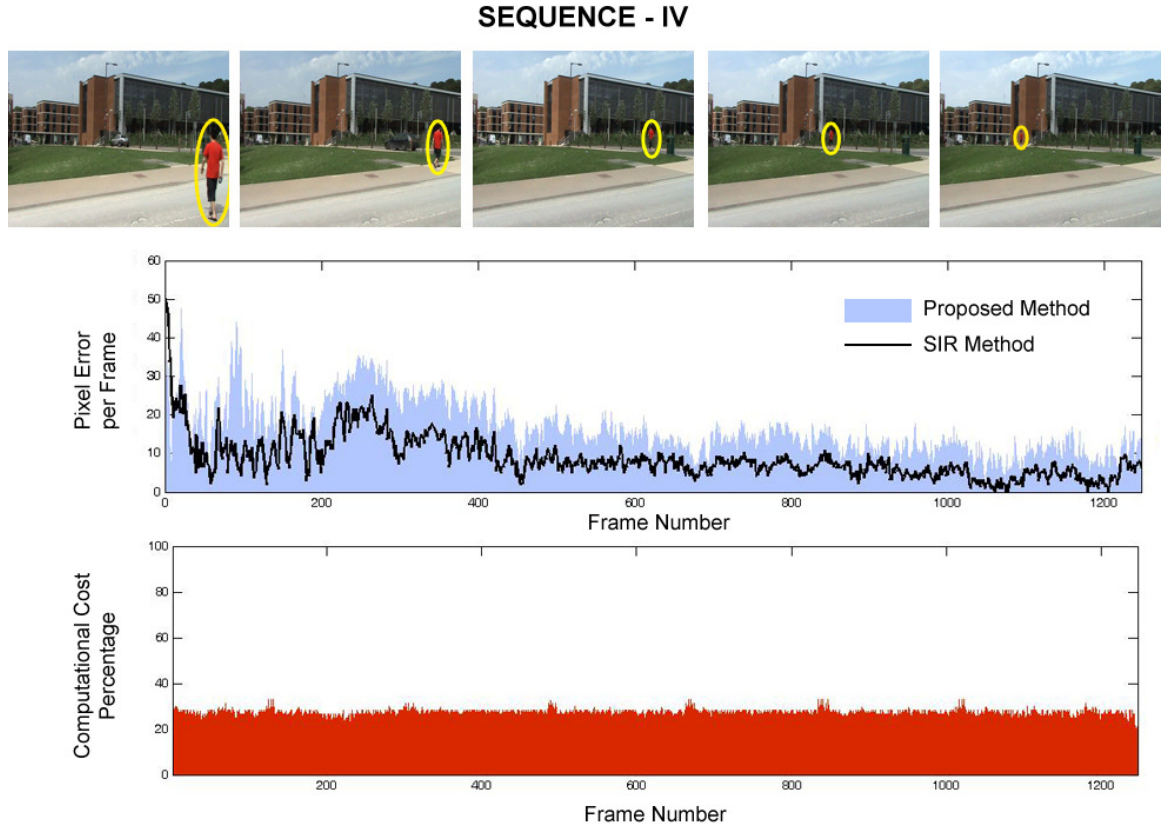 SEQUENCE - IV
60
50
40
30
20
10
0
Pixel Error
per Frame
Proposed Method
SIR Method
0 200 400 600 800 1000 1200
Frame Number
100
80
60
40
20
0
Computational Cost
Percentage
200 400 600 800 1000 1200
Frame Number